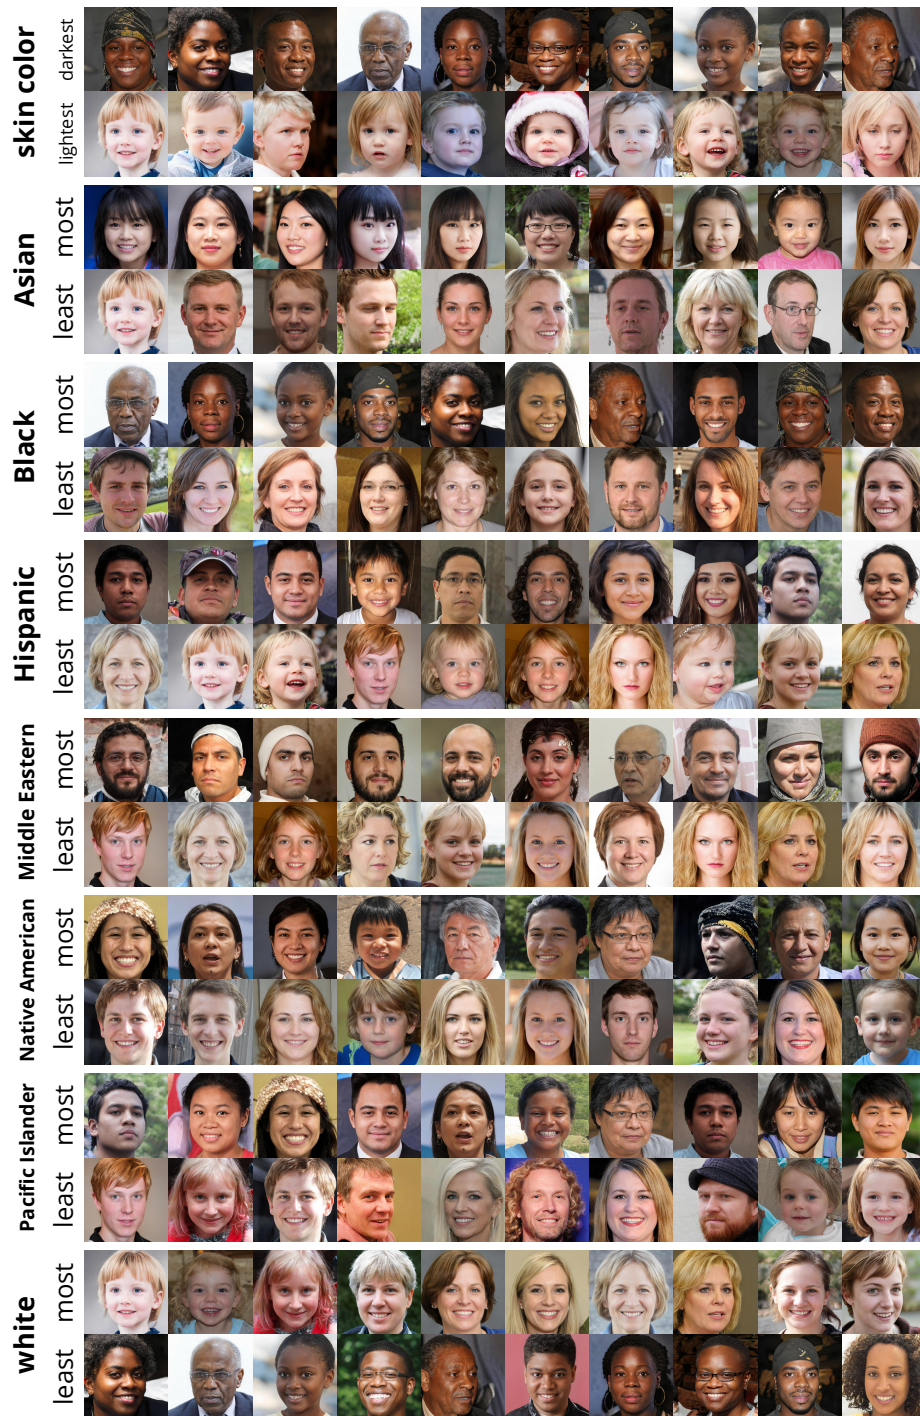 skin color
darkest
lightest
Asian
most
least
Black
most
least
Hispanic
most
least
Middle Eastern
most
least
Native American
most
least
Pacific Islander
most
least
white
most
least